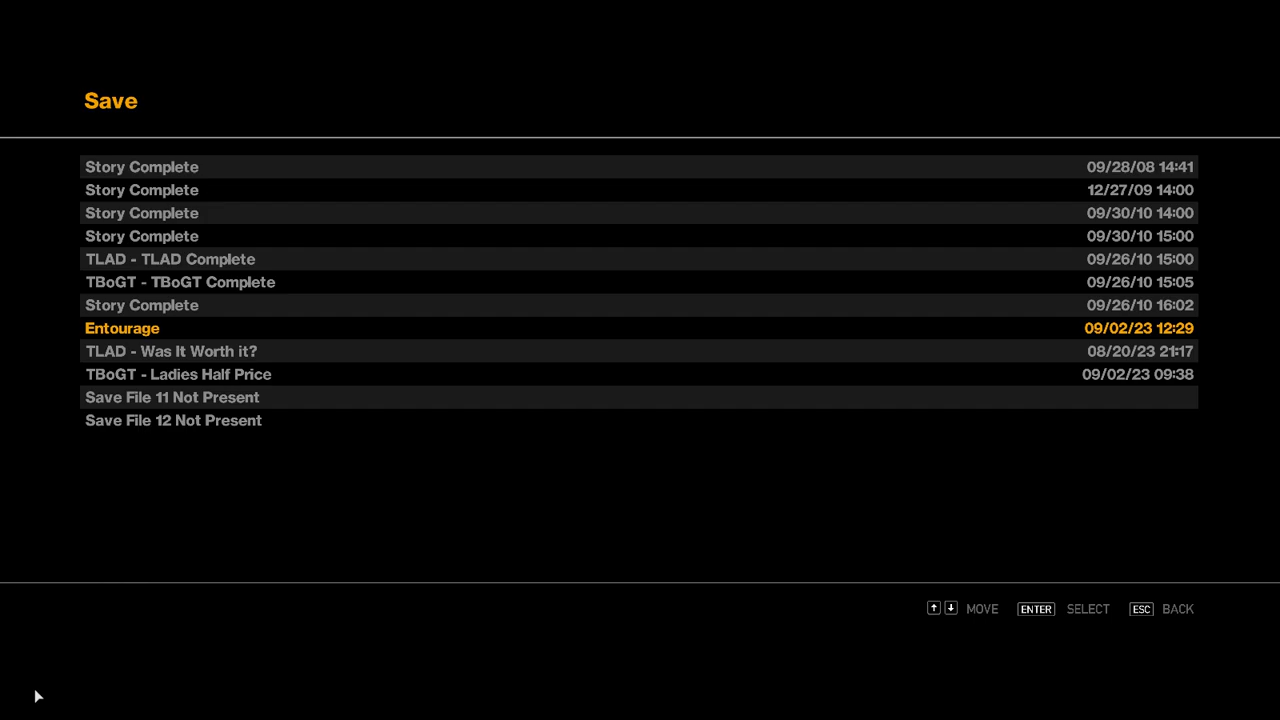 Save
Story Complete 09/28/08 14:41
Story Complete 12/27/09 14:00
Story Complete 09/30/10 14:00
Story Complete 09/30/10 15:00
TLAD - TLAD Complete 09/26/10 15:00
TBoGT - TBoGT Complete 09/26/10 15:05
Story Complete 09/26/10 16:02
Entourage 09/02/23 12:29
TLAD - Was It Worth it? 08/20/23 21:17
TBoGT - Ladies Half Price 09/02/23 09:38
Save File 11 Not Present
Save File 12 Not Present
MOVE ENTER SELECT ESC BACK